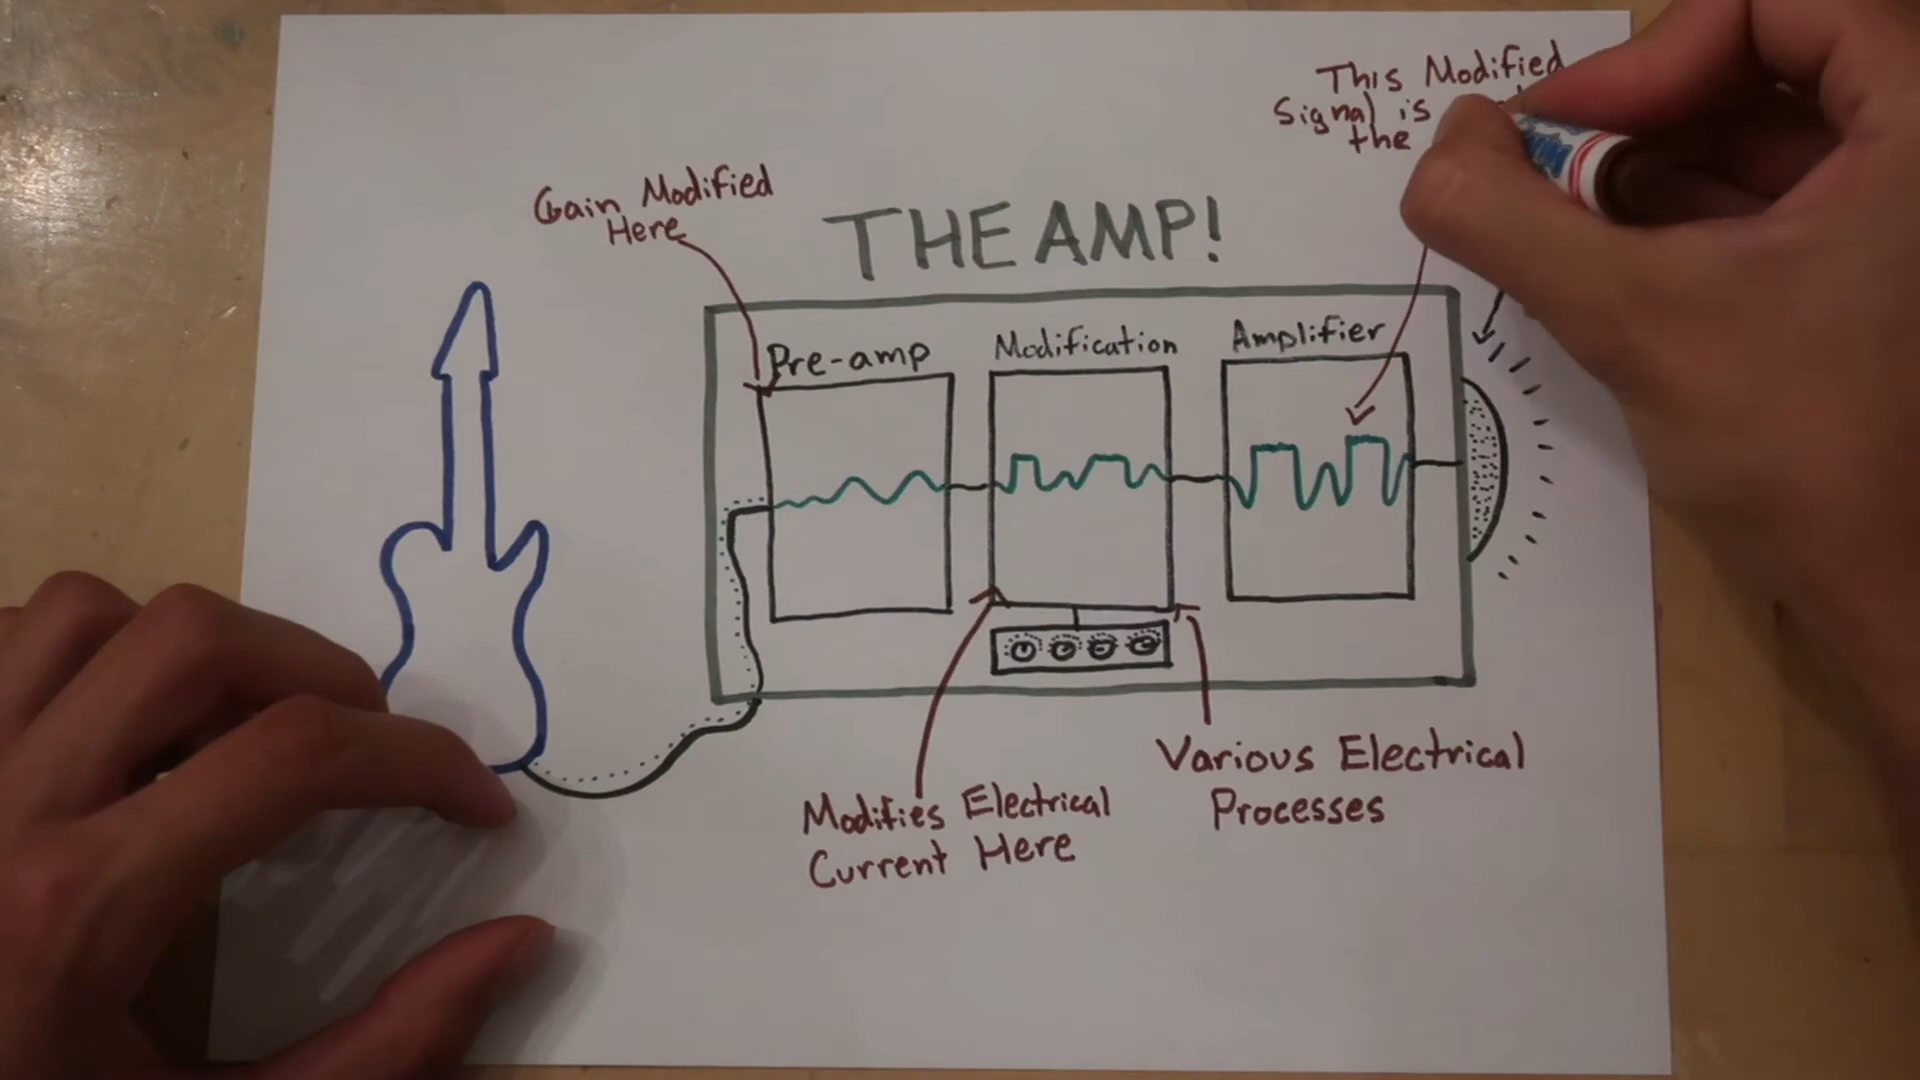 This Modified
Signal is
the
Gain Modified
Here
THE AMP!
Pre-amp
Modification
Amplifier
Various Electrical
Processes
Modifies Electrical
Current Here